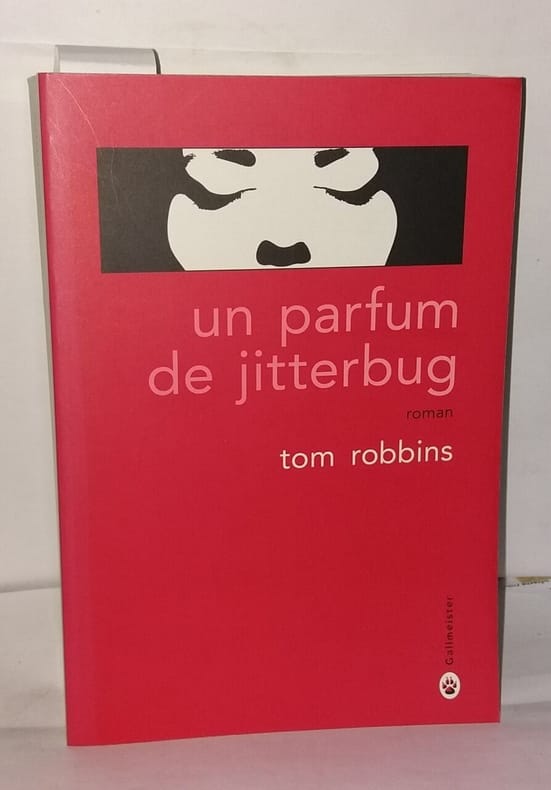 un parfum
de jitterbug
roman
tom robbins
Gallmeister